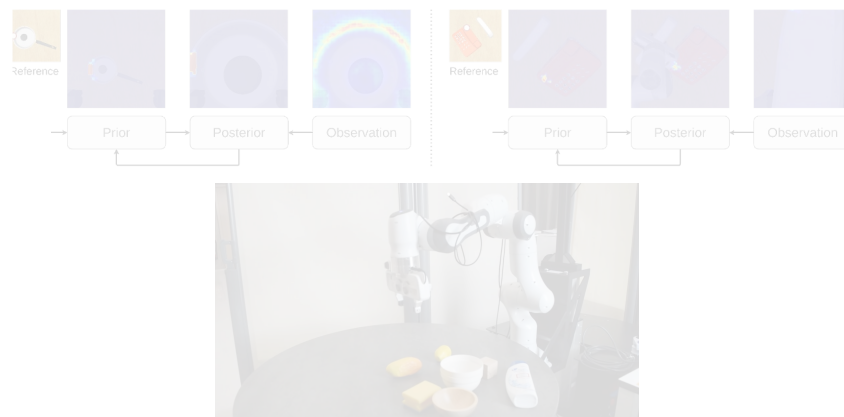 Reference
Reference
Prior
Posterior
Observation
Prior
Posterior
Observation